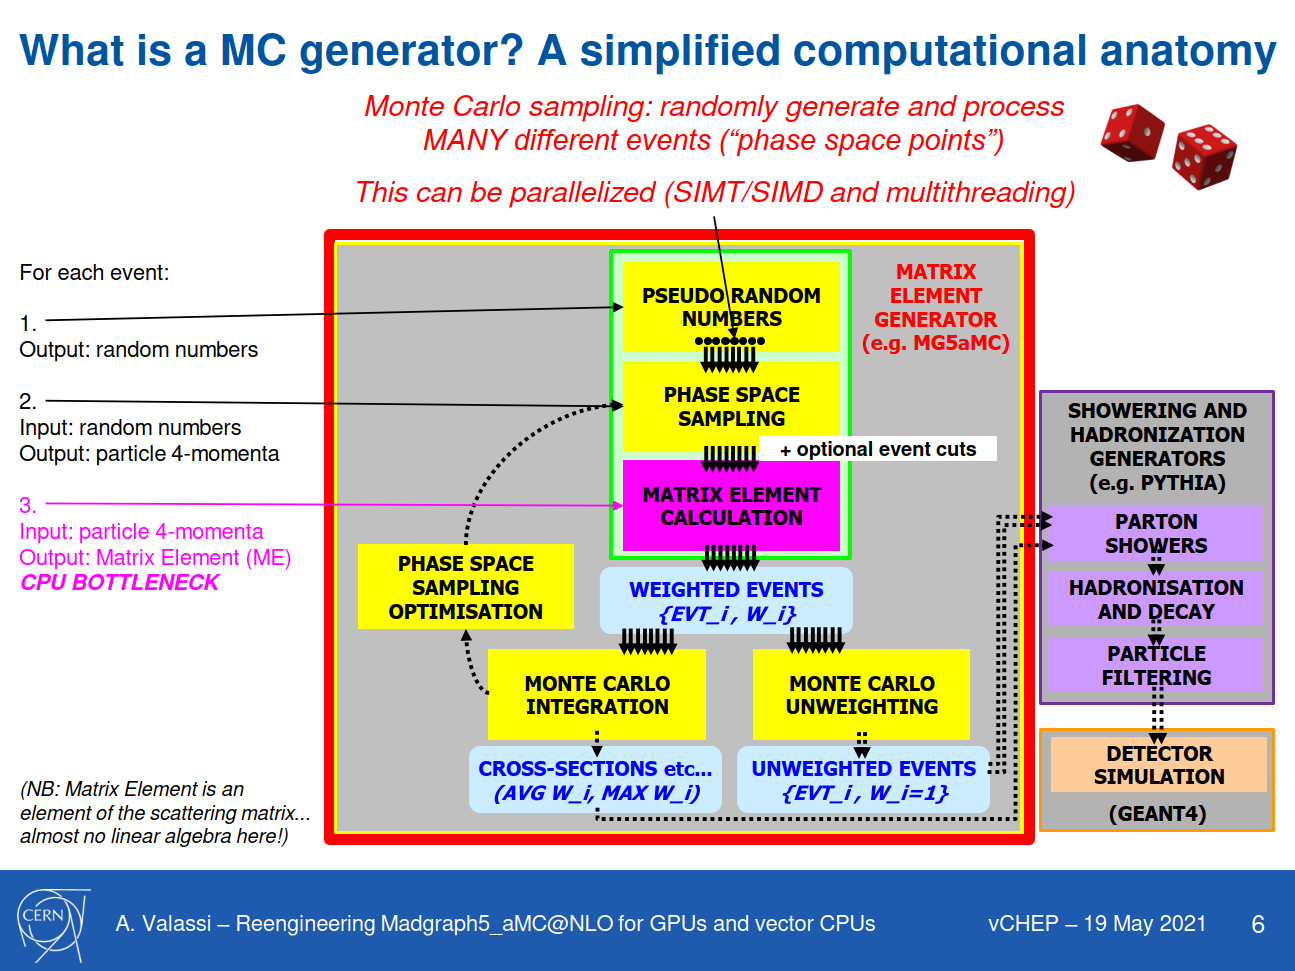 What is a MC generator? A simplified computational anatomy
Monte Carlo sampling: randomly generate and process
MANY different events (“phase space points”)
This can be parallelized (SIMT/SIMD and multithreading)
For each event:
1.
Output: random numbers
2.
Input: random numbers
Output: particle 4-momenta
3.
Input: particle 4-momenta
Output: Matrix Element (ME)
CPU BOTTLENECK
(NB: Matrix Element is an
element of the scattering matrix...
almost no linear algebra here!)
PSEUDO RANDOM
NUMBERS
MATRIX
ELEMENT
GENERATOR
(e.g. MG5aMC)
PHASE SPACE
SAMPLING
+ optional event cuts
MATRIX ELEMENT
CALCULATION
PHASE SPACE
SAMPLING
OPTIMISATION
WEIGHTED EVENTS
{EVT_i , W_i}
MONTE CARLO
INTEGRATION
MONTE CARLO
UNWEIGHTING
CROSS-SECTIONS etc...
(AVG W_i, MAX W_i)
UNWEIGHTED EVENTS
{EVT_i , W_i=1}
SHOWERING AND
HADRONIZATION
GENERATORS
(e.g. PYTHIA)
PARTON
SHOWERS
HADRONISATION
AND DECAY
PARTICLE
FILTERING
DETECTOR
SIMULATION
(GEANT4)
CERN
A. Valassi – Reengineering Madgraph5_aMC@NLO for GPUs and vector CPUs
vCHEP – 19 May 2021
6